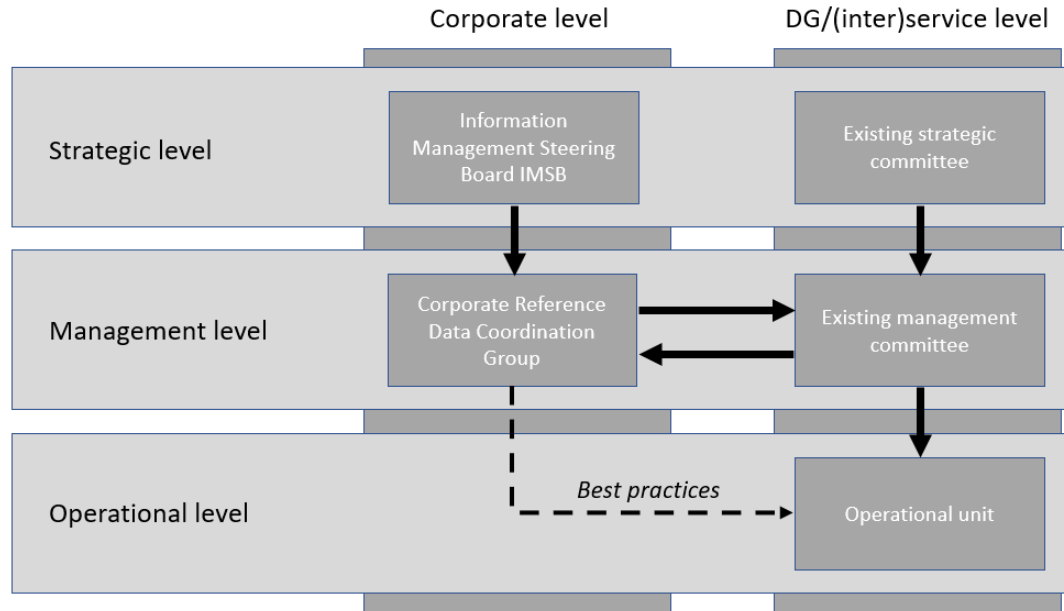 Corporate level
DG/(inter)service level
Strategic level
Information
Management Steering
Board IMSB
Existing strategic
committee
Management level
Corporate Reference
Data Coordination
Group
Existing management
committee
Operational level
Best practices
Operational unit